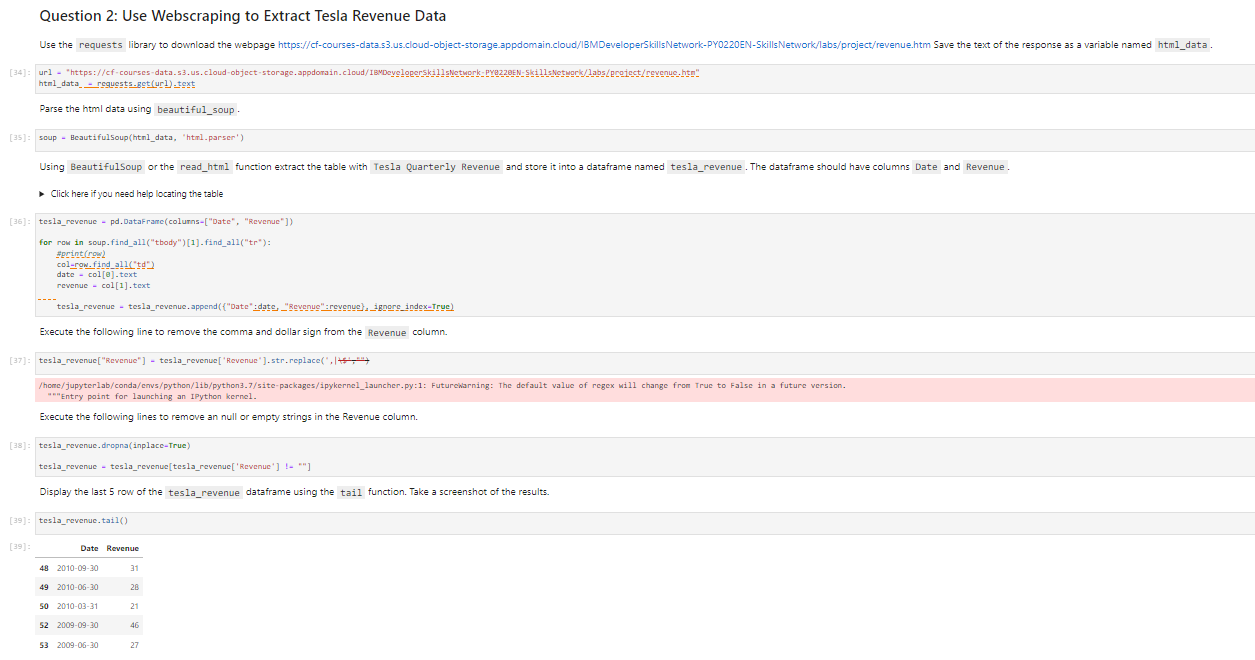 Question 2: Use Webscraping to Extract Tesla Revenue Data
Use the requests library to download the webpage https://cf-courses-data.s3.us.cloud-object-storage.appdomain.cloud/IBMDeveloperSkillsNetwork-PY0220EN-SkillsNetwork/labs/project/revenue.htm Save the text of the response as a variable named html_data.
[34]: url = "https://cf-courses-data.s3.us.cloud-object-storage.appdomain.cloud/IBMDeveloperSkillsNetwork-PY0220EN-SkillsNetwork/labs/project/revenue.htm"
html_data = requests.get(url).text
Parse the html data using beautiful_soup.
[35]: soup = BeautifulSoup(html_data, 'html.parser')
Using BeautifulSoup or the read_html function extract the table with Tesla Quarterly Revenue and store it into a dataframe named tesla_revenue. The dataframe should have columns Date and Revenue.
Click here if you need help locating the table
[36]: tesla_revenue = pd.DataFrame(columns=["Date", "Revenue"])
for row in soup.find_all("tbody")[1].find_all("tr"):
#print(row)
col=row.find_all("td")
date = col[0].text
revenue = col[1].text
tesla_revenue = tesla_revenue.append({"Date":date, "Revenue":revenue}, ignore_index=True)
Execute the following line to remove the comma and dollar sign from the Revenue column.
[37]: tesla_revenue["Revenue"] = tesla_revenue['Revenue'].str.replace(',|\$',"")
/home/jupyterlab/conda/envs/python/lib/python3.7/site-packages/ipykernel_launcher.py:1: FutureWarning: The default value of regex will change from True to False in a future version.
"""Entry point for launching an IPython kernel.
Execute the following lines to remove an null or empty strings in the Revenue column.
[38]: tesla_revenue.dropna(inplace=True)
tesla_revenue = tesla_revenue[tesla_revenue['Revenue'] != ""]
Display the last 5 row of the tesla_revenue dataframe using the tail function. Take a screenshot of the results.
[39]: tesla_revenue.tail()
[39]: Date Revenue
48 2010-09-30 31
49 2010-06-30 28
50 2010-03-31 21
52 2009-09-30 46
53 2009-06-30 27